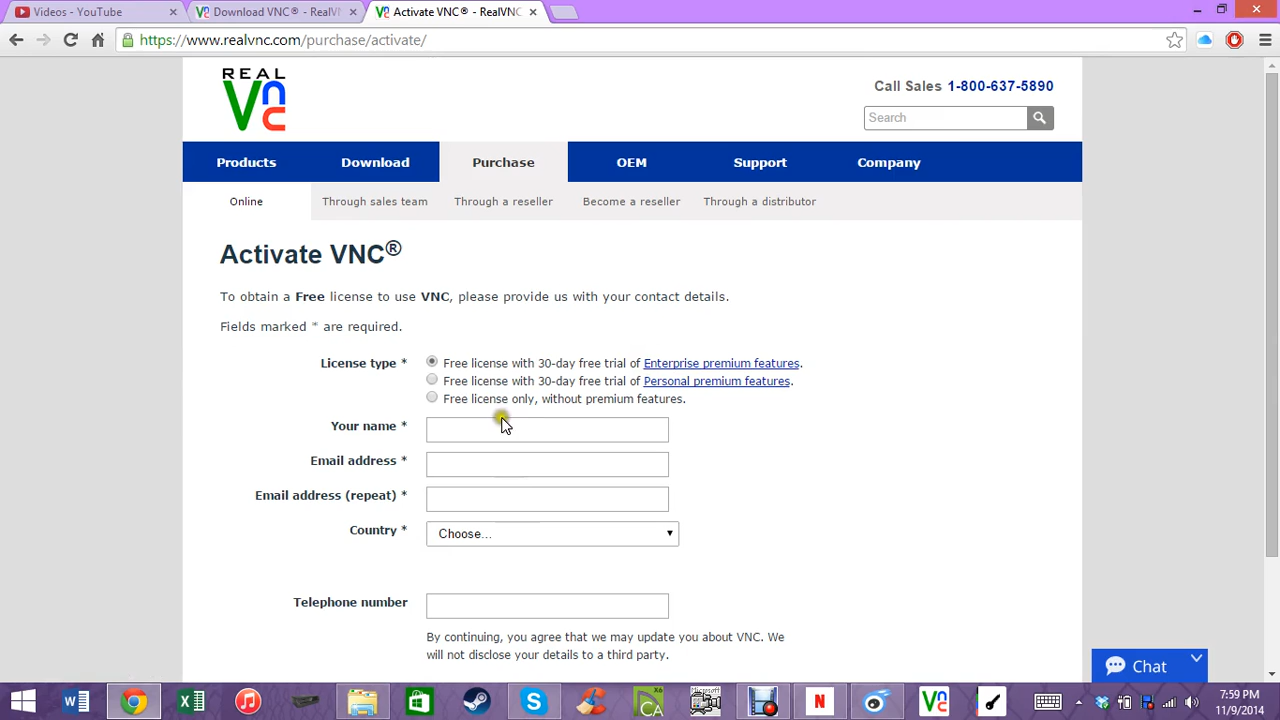 Videos - YouTube
Download VNC® - RealVN
Activate VNC® - RealVNC
https://www.realvnc.com/purchase/activate/
REAL
Vnc
Call Sales 1-800-637-5890
Search
Products
Download
Purchase
OEM
Support
Company
Online
Through sales team
Through a reseller
Become a reseller
Through a distributor
Activate VNC®
To obtain a Free license to use VNC, please provide us with your contact details.
Fields marked * are required.
License type *
Free license with 30-day free trial of Enterprise premium features.
Free license with 30-day free trial of Personal premium features.
Free license only, without premium features.
Your name *
Email address *
Email address (repeat) *
Country *
Choose...
Telephone number
By continuing, you agree that we may update you about VNC. We
will not disclose your details to a third party.
Chat
7:59 PM
11/9/2014